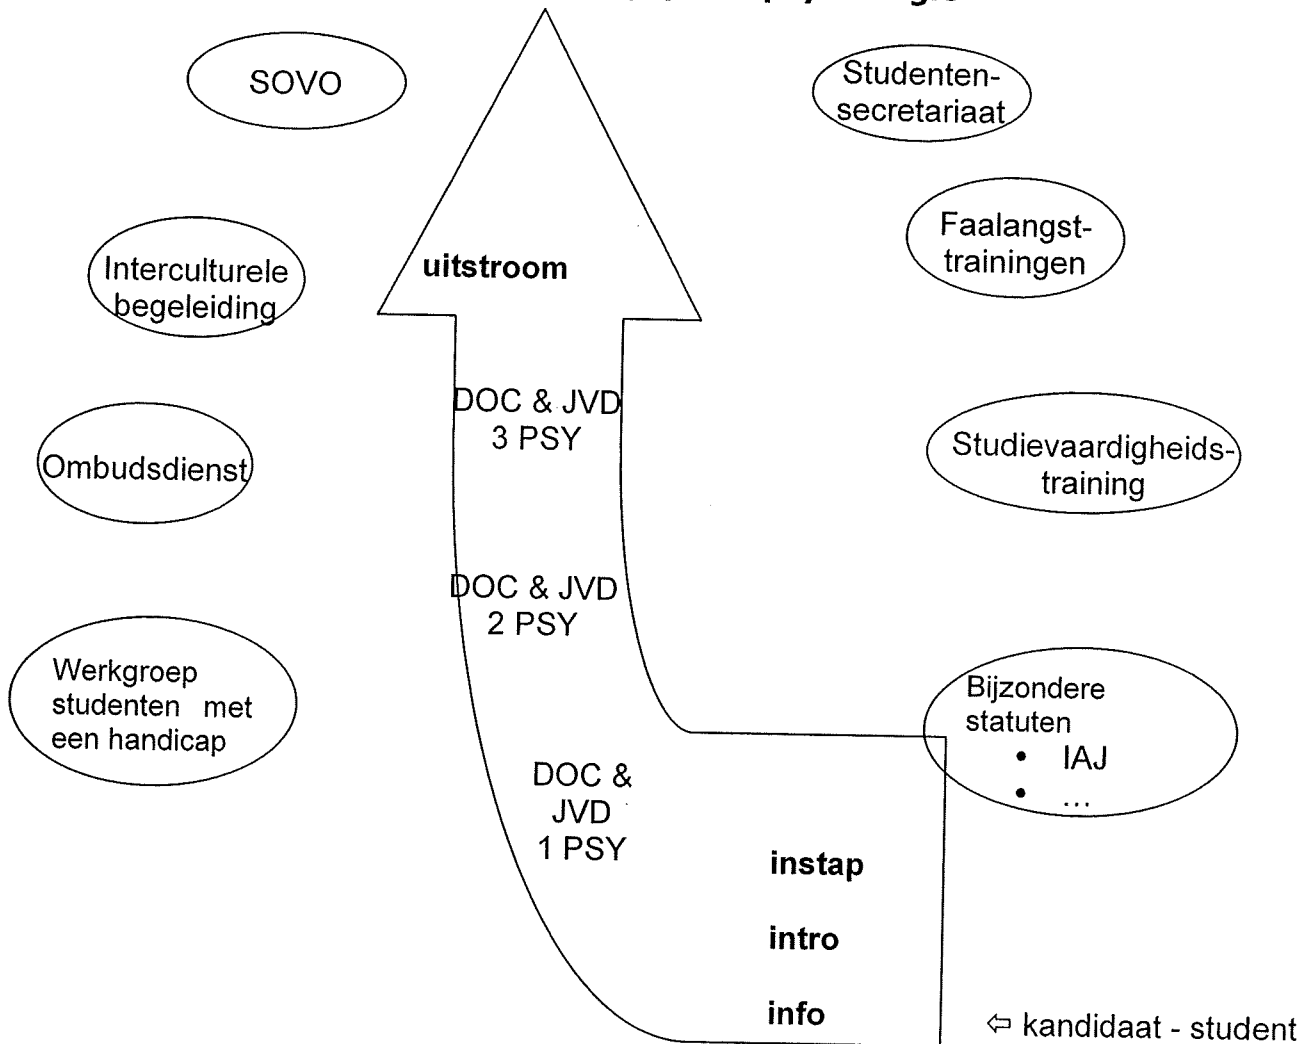 SOVO
Studenten-
secretariaat
Faalangst-
trainingen
Interculturele
begeleiding
uitstroom
DOC & JVD
3 PSY
Ombudsdienst
Studievaardigheids-
training
DOC & JVD
2 PSY
Werkgroep
studenten met
een handicap
Bijzondere
statuten
• IAJ
• ...
DOC &
JVD
1 PSY
instap
intro
info
⇦ kandidaat - student